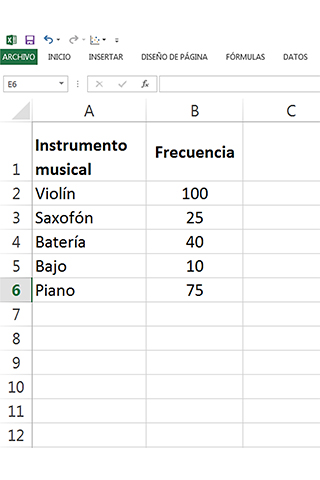 ARCHIVO INICIO INSERTAR DISEÑO DE PÁGINA FÓRMULAS DATOS
E6 fx
A B C
Instrumento
musical
1 Frecuencia
2 Violín 100
3 Saxofón 25
4 Batería 40
5 Bajo 10
6 Piano 75
7
8
9
10
11
12